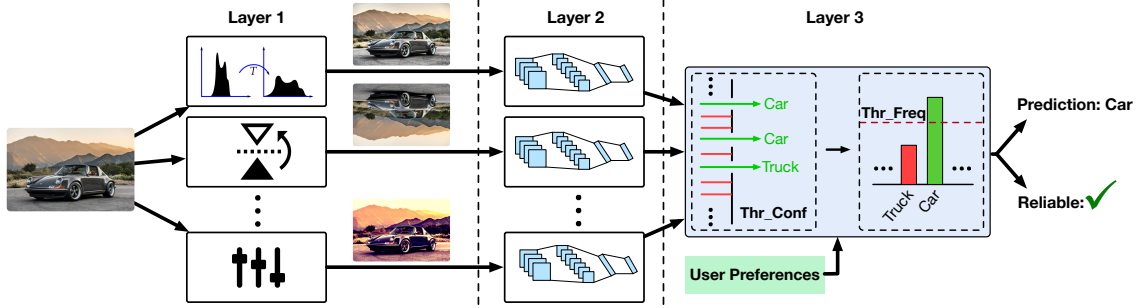 Layer 1
Layer 2
Layer 3
T
Car
Car
Truck
Thr_Conf
Thr_Freq
Truck
Car
Prediction: Car
Reliable:
User Preferences